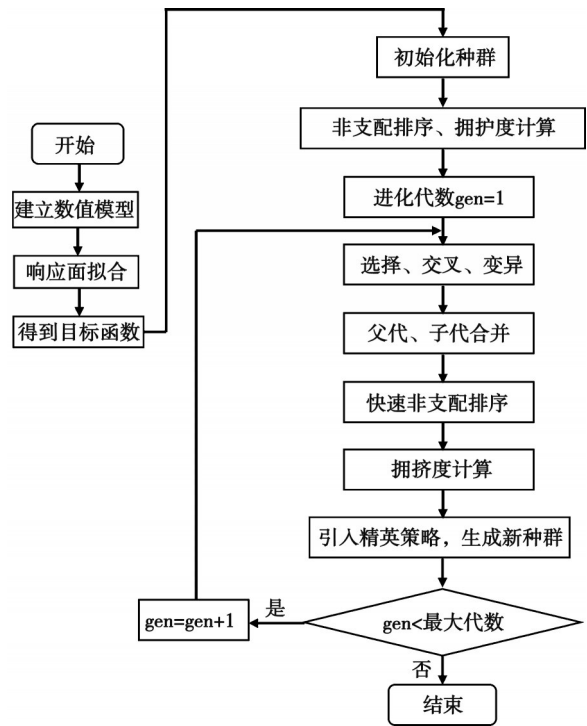 开始
建立数值模型
响应面拟合
得到目标函数
初始化种群
非支配排序、拥护度计算
进化代数gen=1
选择、交叉、变异
父代、子代合并
快速非支配排序
拥挤度计算
引入精英策略，生成新种群
gen<最大代数
是
gen=gen+1
否
结束